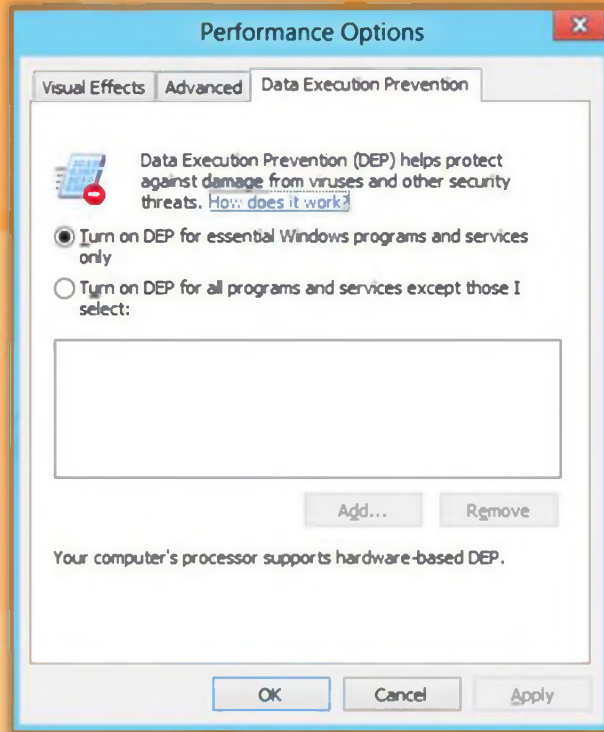 Performance Options
Visual Effects
Advanced
Data Execution Prevention
Data Execution Prevention (DEP) helps protect
against damage from viruses and other security
threats. How does it work?
Turn on DEP for essential Windows programs and services
only
Turn on DEP for all programs and services except those I
select:
Add...
Remove
Your computer's processor supports hardware-based DEP.
OK
Cancel
Apply